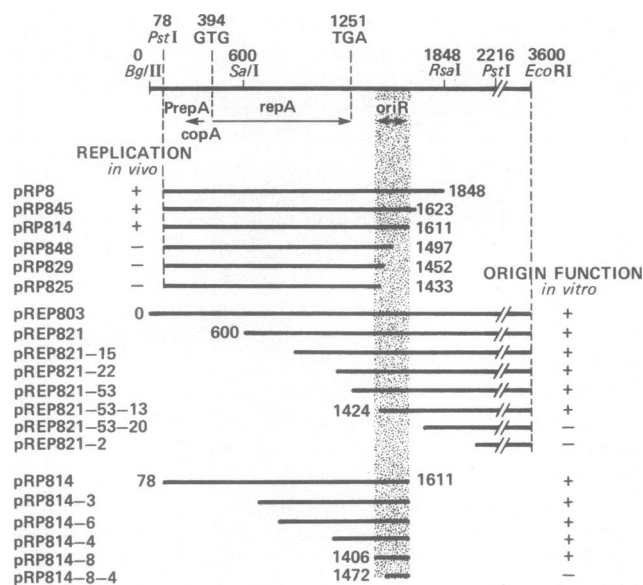 78 394 1251
PstI GTG TGA
0 600 1848 2216 3600
BglII SalI RsaI PstI EcoRI
PrepA repA oriR
copA
REPLICATION
in vivo
pRP8 + 1848
pRP845 + 1623
pRP814 + 1611
pRP848 − 1497
pRP829 − 1452
pRP825 − 1433
ORIGIN FUNCTION
in vitro
pREP803 0 +
pREP821 600 +
pREP821−15 +
pREP821−22 +
pREP821−53 +
pREP821−53−13 1424 +
pREP821−53−20 −
pREP821−2 −
pRP814 78 1611 +
pRP814−3 +
pRP814−6 +
pRP814−4 +
pRP814−8 1406 +
pRP814−8−4 1472 −